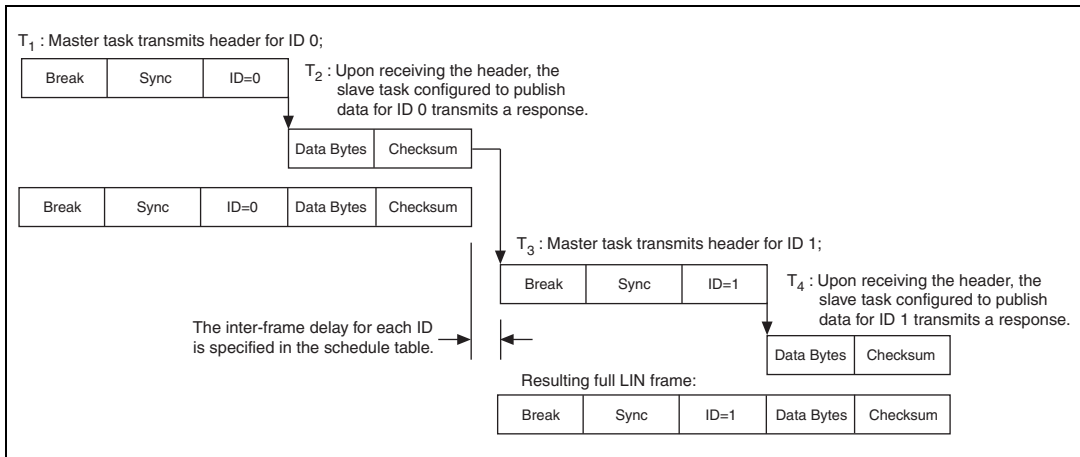 T1 : Master task transmits header for ID 0;
Break Sync ID=0
T2 : Upon receiving the header, the
slave task configured to publish
data for ID 0 transmits a response.
Data Bytes Checksum
Break Sync ID=0 Data Bytes Checksum
T3 : Master task transmits header for ID 1;
Break Sync ID=1
T4 : Upon receiving the header, the
slave task configured to publish
data for ID 1 transmits a response.
The inter-frame delay for each ID
is specified in the schedule table.
Data Bytes Checksum
Resulting full LIN frame:
Break Sync ID=1 Data Bytes Checksum